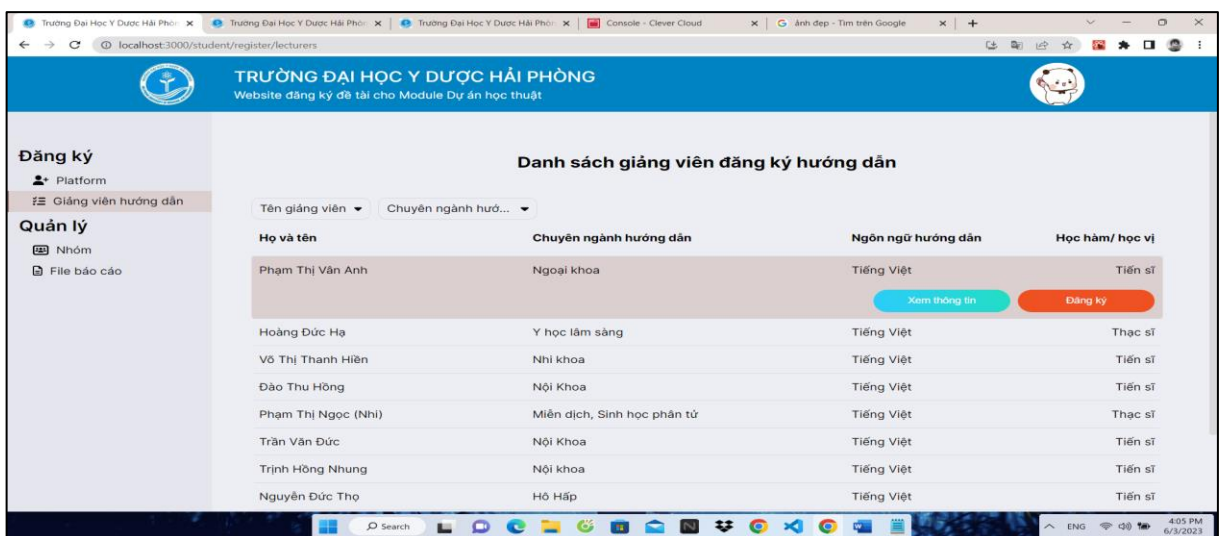 Trường Đại Học Y Dược Hải Phòn
Trường Đại Học Y Dược Hải Phòn
Trường Đại Học Y Dược Hải Phòn
Console - Clever Cloud
ảnh đẹp - Tìm trên Google
localhost:3000/student/register/lecturers
TRƯỜNG ĐẠI HỌC Y DƯỢC HẢI PHÒNG
Website đăng ký đề tài cho Module Dự án học thuật
Đăng ký
Platform
Giảng viên hướng dẫn
Quản lý
Nhóm
File báo cáo
Danh sách giảng viên đăng ký hướng dẫn
Tên giảng viên Chuyên ngành hướ...
Họ và tên Chuyên ngành hướng dẫn Ngôn ngữ hướng dẫn Học hàm/ học vị
Phạm Thị Vân Anh Ngoại khoa Tiếng Việt Tiến sĩ
Xem thông tin Đăng ký
Hoàng Đức Hạ Y học lâm sàng Tiếng Việt Thạc sĩ
Võ Thị Thanh Hiền Nhi khoa Tiếng Việt Tiến sĩ
Đào Thu Hồng Nội Khoa Tiếng Việt Tiến sĩ
Phạm Thị Ngọc (Nhi) Miễn dịch, Sinh học phân tử Tiếng Việt Thạc sĩ
Trần Văn Đức Nội Khoa Tiếng Việt Tiến sĩ
Trịnh Hồng Nhung Nội khoa Tiếng Việt Tiến sĩ
Nguyễn Đức Thọ Hô Hấp Tiếng Việt Tiến sĩ
Search
ENG
4:05 PM
6/3/2023